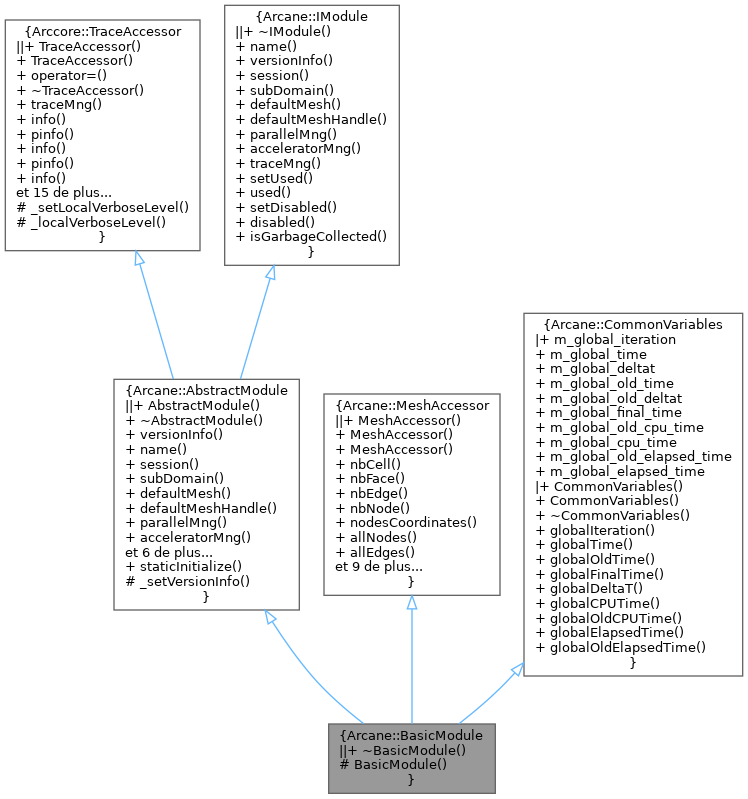 {Arccore::TraceAccessor
||+ TraceAccessor()
+ TraceAccessor()
+ operator=()
+ ~TraceAccessor()
+ traceMng()
+ info()
+ pinfo()
+ info()
+ pinfo()
+ info()
et 15 de plus...
# _setLocalVerboseLevel()
# _localVerboseLevel()
}
{Arcane::IModule
||+ ~IModule()
+ name()
+ versionInfo()
+ session()
+ subDomain()
+ defaultMesh()
+ defaultMeshHandle()
+ parallelMng()
+ acceleratorMng()
+ traceMng()
+ setUsed()
+ used()
+ setDisabled()
+ disabled()
+ isGarbageCollected()
}
{Arcane::AbstractModule
||+ AbstractModule()
+ ~AbstractModule()
+ versionInfo()
+ name()
+ session()
+ subDomain()
+ defaultMesh()
+ defaultMeshHandle()
+ parallelMng()
+ acceleratorMng()
et 6 de plus...
+ staticInitialize()
# _setVersionInfo()
}
{Arcane::MeshAccessor
||+ MeshAccessor()
+ MeshAccessor()
+ MeshAccessor()
+ nbCell()
+ nbFace()
+ nbEdge()
+ nbNode()
+ nodesCoordinates()
+ allNodes()
+ allEdges()
et 9 de plus...
}
{Arcane::CommonVariables
|+ m_global_iteration
+ m_global_time
+ m_global_deltat
+ m_global_old_time
+ m_global_old_deltat
+ m_global_final_time
+ m_global_old_cpu_time
+ m_global_cpu_time
+ m_global_old_elapsed_time
+ m_global_elapsed_time
|+ CommonVariables()
+ CommonVariables()
+ ~CommonVariables()
+ globalIteration()
+ globalTime()
+ globalOldTime()
+ globalFinalTime()
+ globalDeltaT()
+ globalCPUTime()
+ globalOldCPUTime()
+ globalElapsedTime()
+ globalOldElapsedTime()
}
{Arcane::BasicModule
||+ ~BasicModule()
# BasicModule()
}